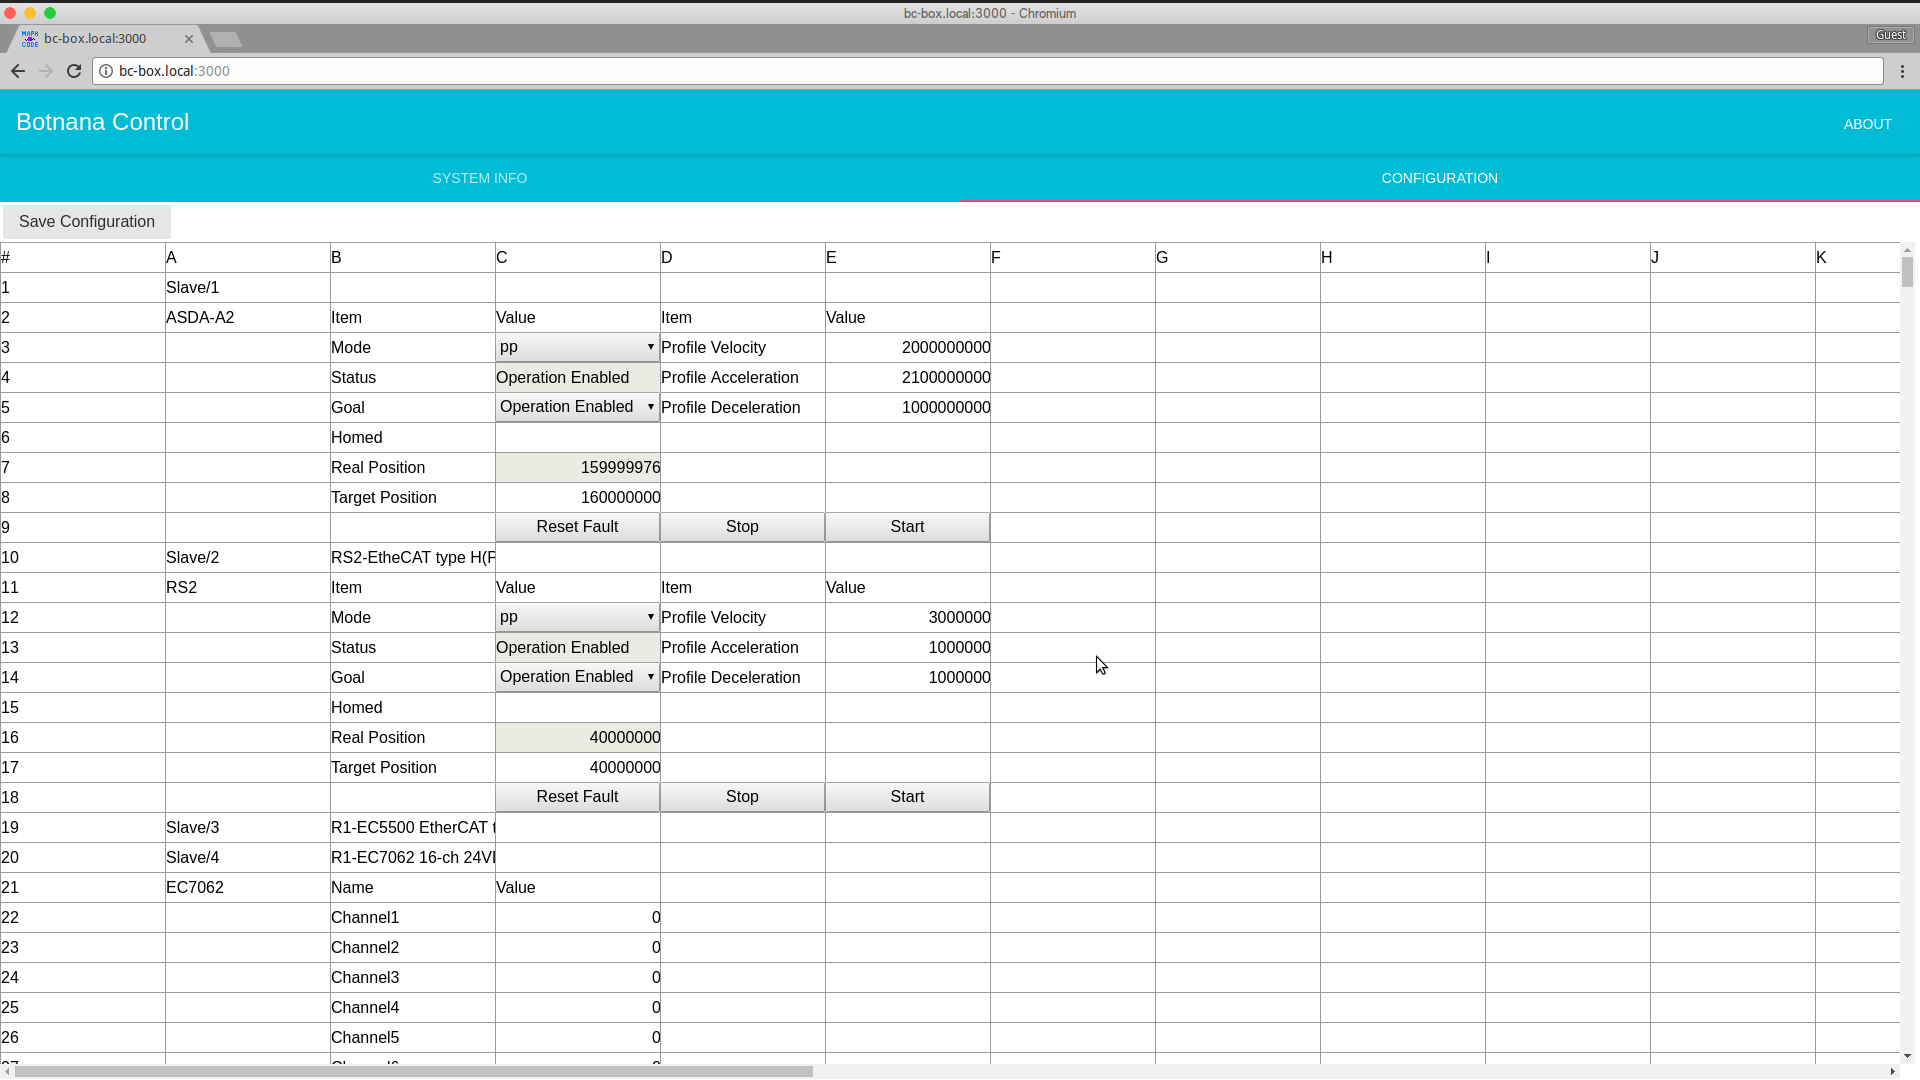 bc-box.local:3000 - Chromium
bc-box.local:3000
Guest
bc-box.local:3000
Botnana Control
ABOUT
SYSTEM INFO CONFIGURATION
Save Configuration
# A B C D E F G H I J K
1 Slave/1
2 ASDA-A2 Item Value Item Value
3 Mode pp Profile Velocity 2000000000
4 Status Operation Enabled Profile Acceleration 2100000000
5 Goal Operation Enabled Profile Deceleration 1000000000
6 Homed
7 Real Position 159999976
8 Target Position 160000000
9 Reset Fault Stop Start
10 Slave/2 RS2-EtheCAT type H(P
11 RS2 Item Value Item Value
12 Mode pp Profile Velocity 3000000
13 Status Operation Enabled Profile Acceleration 1000000
14 Goal Operation Enabled Profile Deceleration 1000000
15 Homed
16 Real Position 40000000
17 Target Position 40000000
18 Reset Fault Stop Start
19 Slave/3 R1-EC5500 EtherCAT t
20 Slave/4 R1-EC7062 16-ch 24V
21 EC7062 Name Value
22 Channel1 0
23 Channel2 0
24 Channel3 0
25 Channel4 0
26 Channel5 0